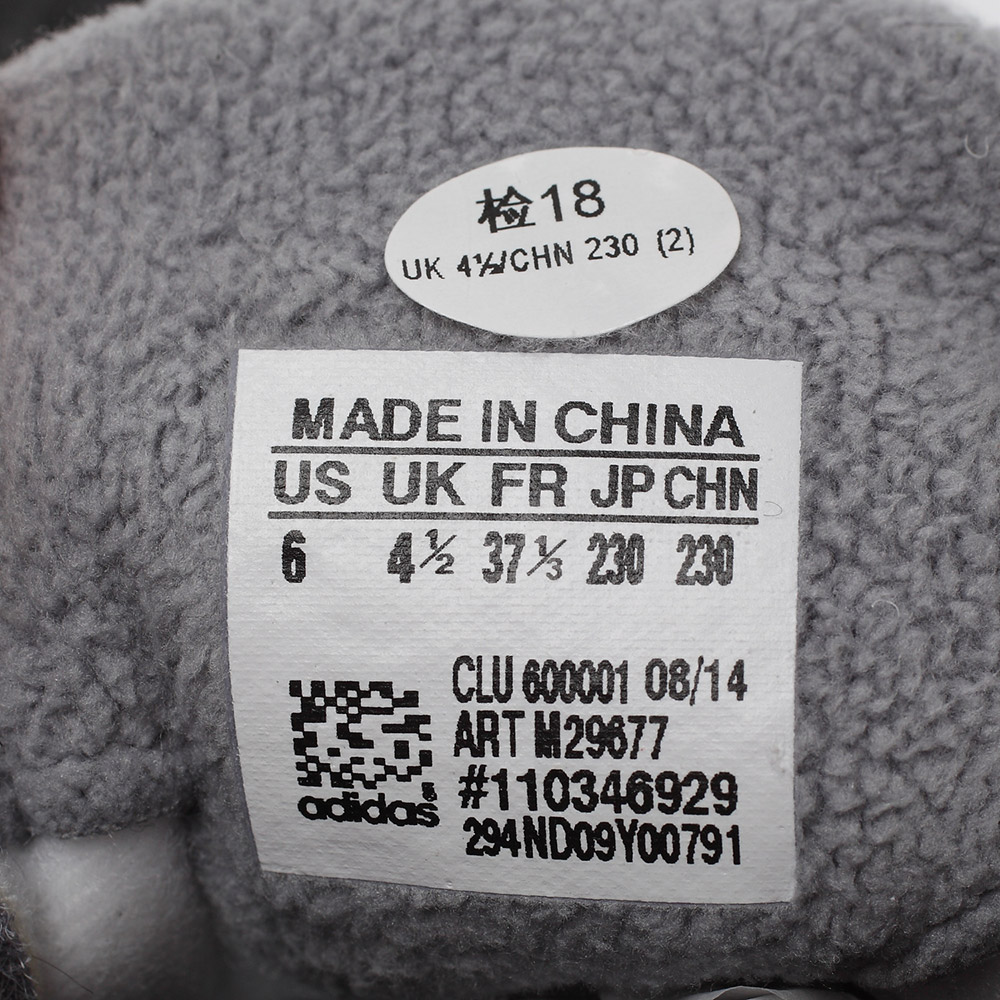 检18
UK 4½/CHN 230 (2)
MADE IN CHINA
US UK FR JP CHN
6 4½ 37⅓ 230 230
CLU 600001 08/14
ART M29677
#110346929
adidas
294ND09Y00791